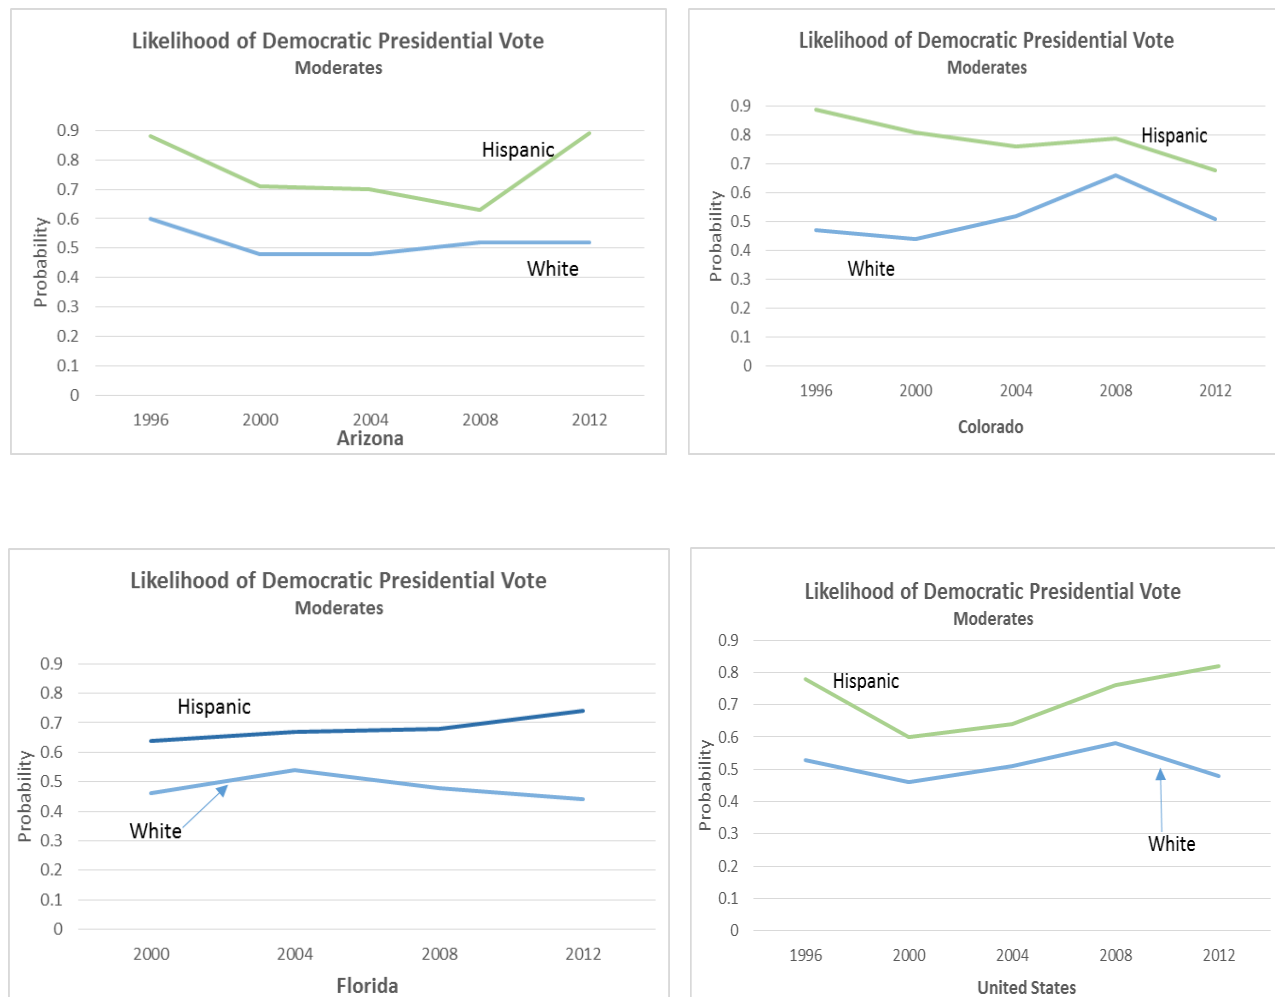 Likelihood of Democratic Presidential Vote
Moderates
0.9
0.8
0.7
0.6
0.5
0.4
0.3
0.2
0.1
0
Probability
Hispanic
White
1996 2000 2004 2008 2012
Arizona
Likelihood of Democratic Presidential Vote
Moderates
0.9
0.8
0.7
0.6
0.5
0.4
0.3
0.2
0.1
0
Probability
Hispanic
White
1996 2000 2004 2008 2012
Colorado
Likelihood of Democratic Presidential Vote
Moderates
0.9
0.8
0.7
0.6
0.5
0.4
0.3
0.2
0.1
0
Probability
Hispanic
White
2000 2004 2008 2012
Florida
Likelihood of Democratic Presidential Vote
Moderates
0.9
0.8
0.7
0.6
0.5
0.4
0.3
0.2
0.1
0
Probability
Hispanic
White
1996 2000 2004 2008 2012
United States